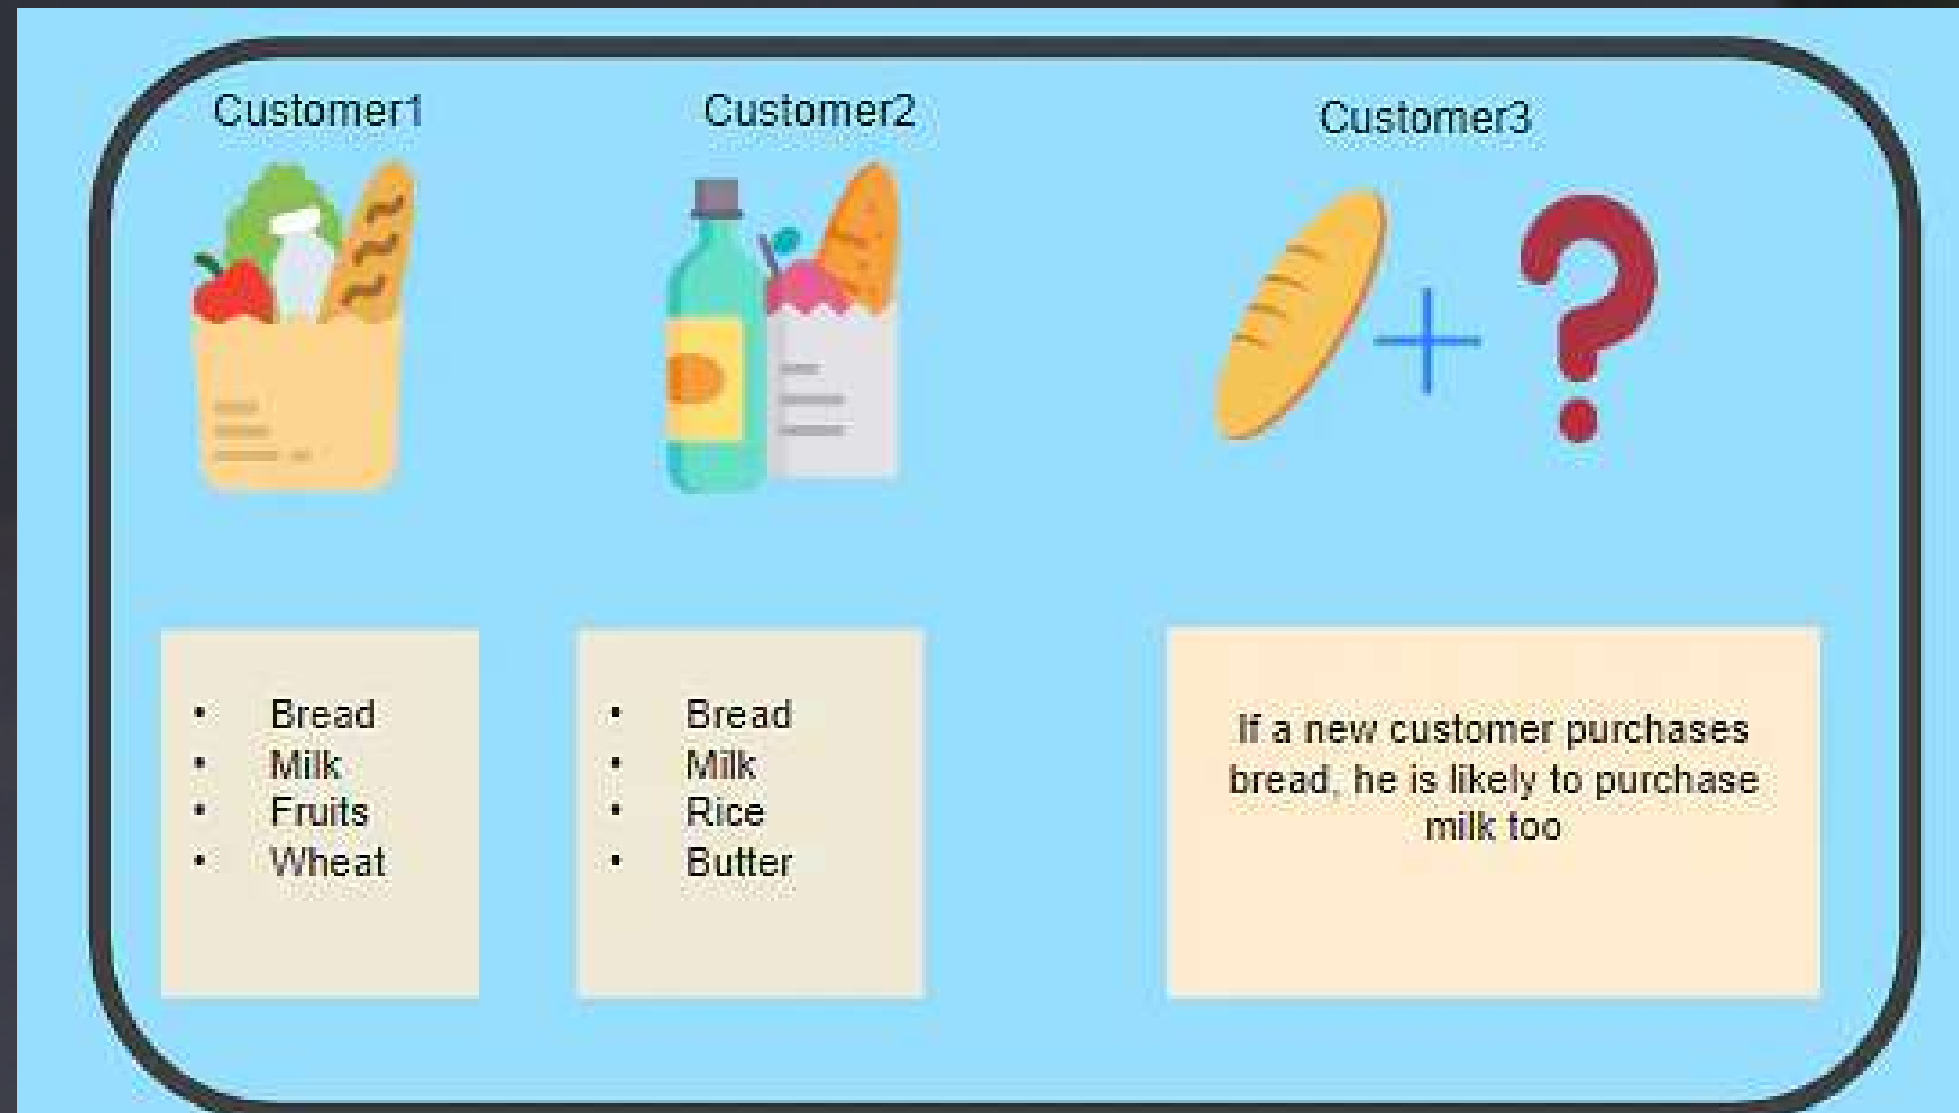 Customer1
Customer2
Customer3
• Bread
• Milk
• Fruits
• Wheat
• Bread
• Milk
• Rice
• Butter
If a new customer purchases
bread, he is likely to purchase
milk too